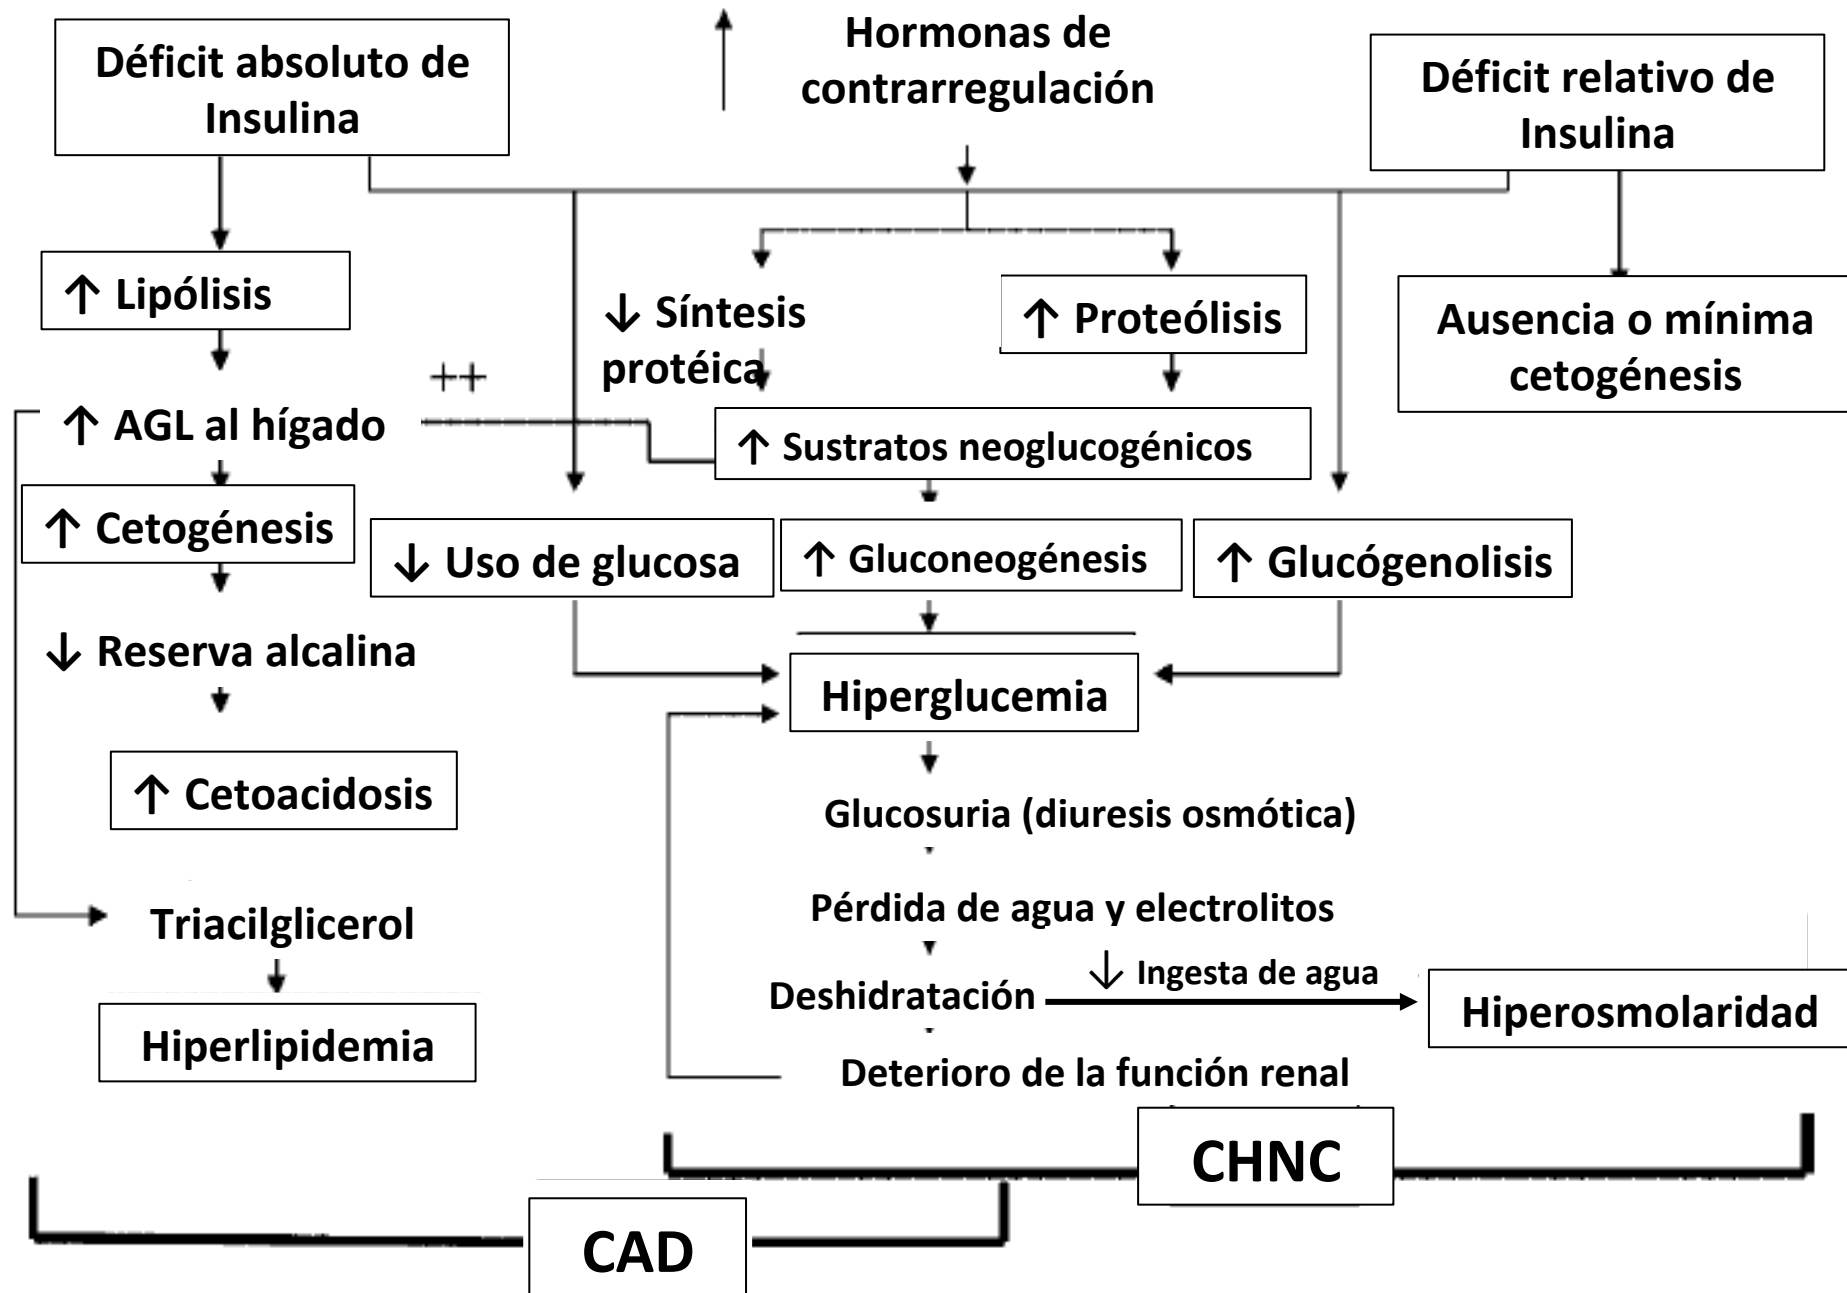 Déficit absoluto de
Insulina
↑
Hormonas de
contrarregulación
Déficit relativo de
Insulina
↑ Lipólisis
↓ Síntesis
protéica
↑ Proteólisis
Ausencia o mínima
cetogénesis
++
↑ AGL al hígado
↑ Sustratos neoglucogénicos
↑ Cetogénesis
↓ Uso de glucosa
↑ Gluconeogénesis
↑ Glucógenolisis
↓ Reserva alcalina
Hiperglucemia
↑ Cetoacidosis
Glucosuria (diuresis osmótica)
Triacilglicerol
Pérdida de agua y electrolitos
↓ Ingesta de agua
Deshidratación
Hiperosmolaridad
Hiperlipidemia
Deterioro de la función renal
CHNC
CAD